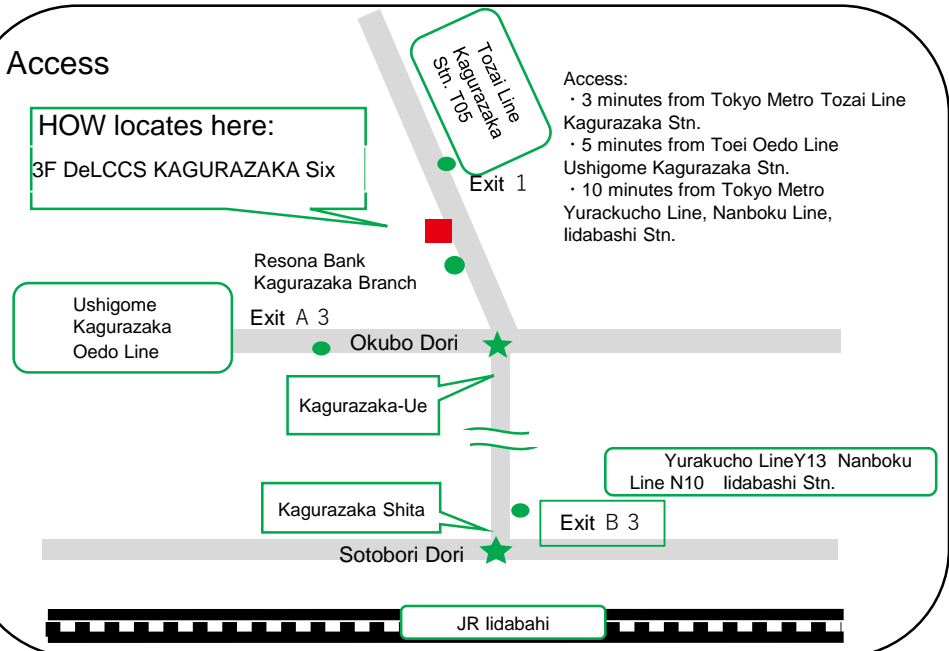 Access
HOW locates here:
3F DeLCCS KAGURAZAKA Six
Tozai Line
Kagurazaka
Stn. T05
Exit 1
Access:
・3 minutes from Tokyo Metro Tozai Line
Kagurazaka Stn.
・5 minutes from Toei Oedo Line
Ushigome Kagurazaka Stn.
・10 minutes from Tokyo Metro
Yurackucho Line, Nanboku Line,
Iidabashi Stn.
Resona Bank
Kagurazaka Branch
Ushigome
Kagurazaka
Oedo Line
Exit A 3
Okubo Dori
Kagurazaka-Ue
Yurakucho LineY13 Nanboku
Line N10 Iidabashi Stn.
Kagurazaka Shita
Exit B 3
Sotobori Dori
JR Iidabahi